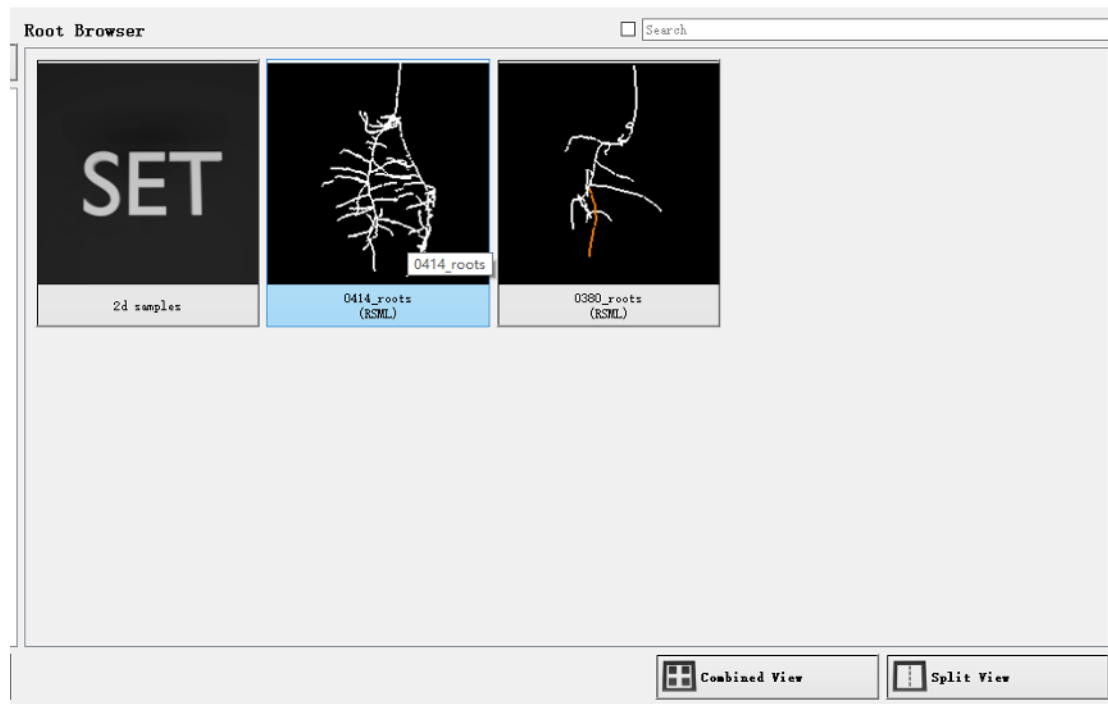 Root Browser
Search
SET
0414_roots
2d samples
0414_roots
(RSML)
0380_roots
(RSML)
Combined View
Split View